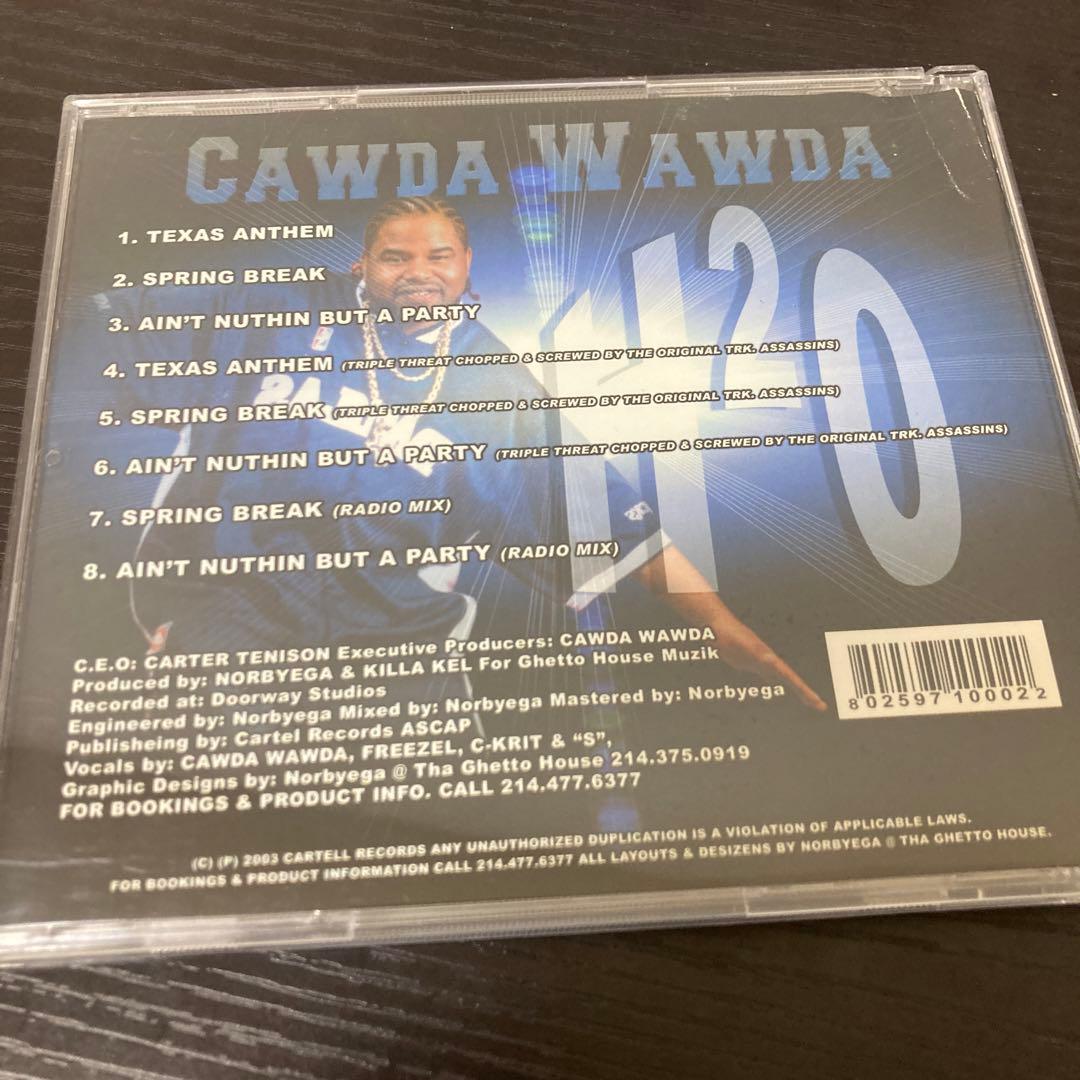 CAWDA WAWDA
H2O
1. TEXAS ANTHEM
2. SPRING BREAK
3. AIN'T NUTHIN BUT A PARTY
4. TEXAS ANTHEM (TRIPLE THREAT CHOPPED & SCREWED BY THE ORIGINAL TRK. ASSASSINS)
5. SPRING BREAK (TRIPLE THREAT CHOPPED & SCREWED BY THE ORIGINAL TRK. ASSASSINS)
6. AIN'T NUTHIN BUT A PARTY (TRIPLE THREAT CHOPPED & SCREWED BY THE ORIGINAL TRK. ASSASSINS)
7. SPRING BREAK (RADIO MIX)
8. AIN'T NUTHIN BUT A PARTY (RADIO MIX)
C.E.O: CARTER TENISON Executive Producers: CAWDA WAWDA
Produced by: NORBYEGA & KILLA KEL For Ghetto House Muzik
Recorded at: Doorway Studios
Engineered by: Norbyega Mixed by: Norbyega Mastered by: Norbyega
Publisheing by: Cartel Records ASCAP
Vocals by: CAWDA WAWDA, FREEZEL, C-KRIT & "S",
Graphic Designs by: Norbyega @ Tha Ghetto House 214.375.0919
FOR BOOKINGS & PRODUCT INFO. CALL 214.477.6377
8 02597 10002 2
(C) (P) 2003 CARTELL RECORDS ANY UNAUTHORIZED DUPLICATION IS A VIOLATION OF APPLICABLE LAWS.
FOR BOOKINGS & PRODUCT INFORMATION CALL 214.477.6377 ALL LAYOUTS & DESIZENS BY NORBYEGA @ THA GHETTO HOUSE.